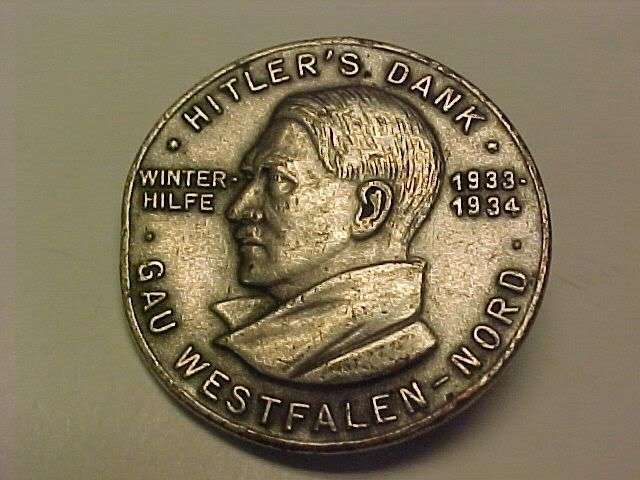 • HITLER'S DANK •
WINTER-
HILFE
1933-
1934
• GAU WESTFALEN-NORD •